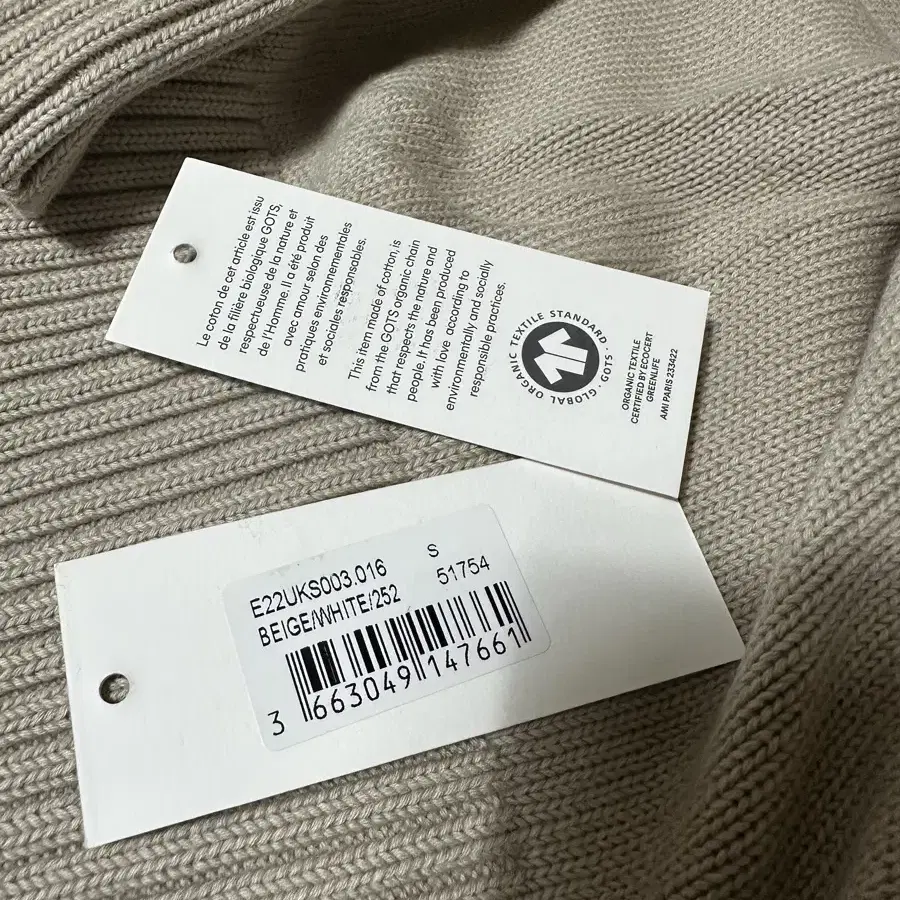 Le coton de cet article est issu
de la filière biologique GOTS,
respectueuse de la nature et
de l'Homme. Il a été produit
avec amour selon des
pratiques environnementales
et sociales responsables.
This item made of cotton, is
from the GOTS organic chain
that respects the nature and
people. It has been produced
with love according to
environmentally and socially
responsible practices.
GLOBAL ORGANIC TEXTILE STANDARD · GOTS ·
ORGANIC TEXTILE
CERTIFIED BY ECOCERT
GREENLIFE
AMI PARIS 233422
E22UKS003.016 S
BEIGE/WHITE/252 51754
3 663049 147661